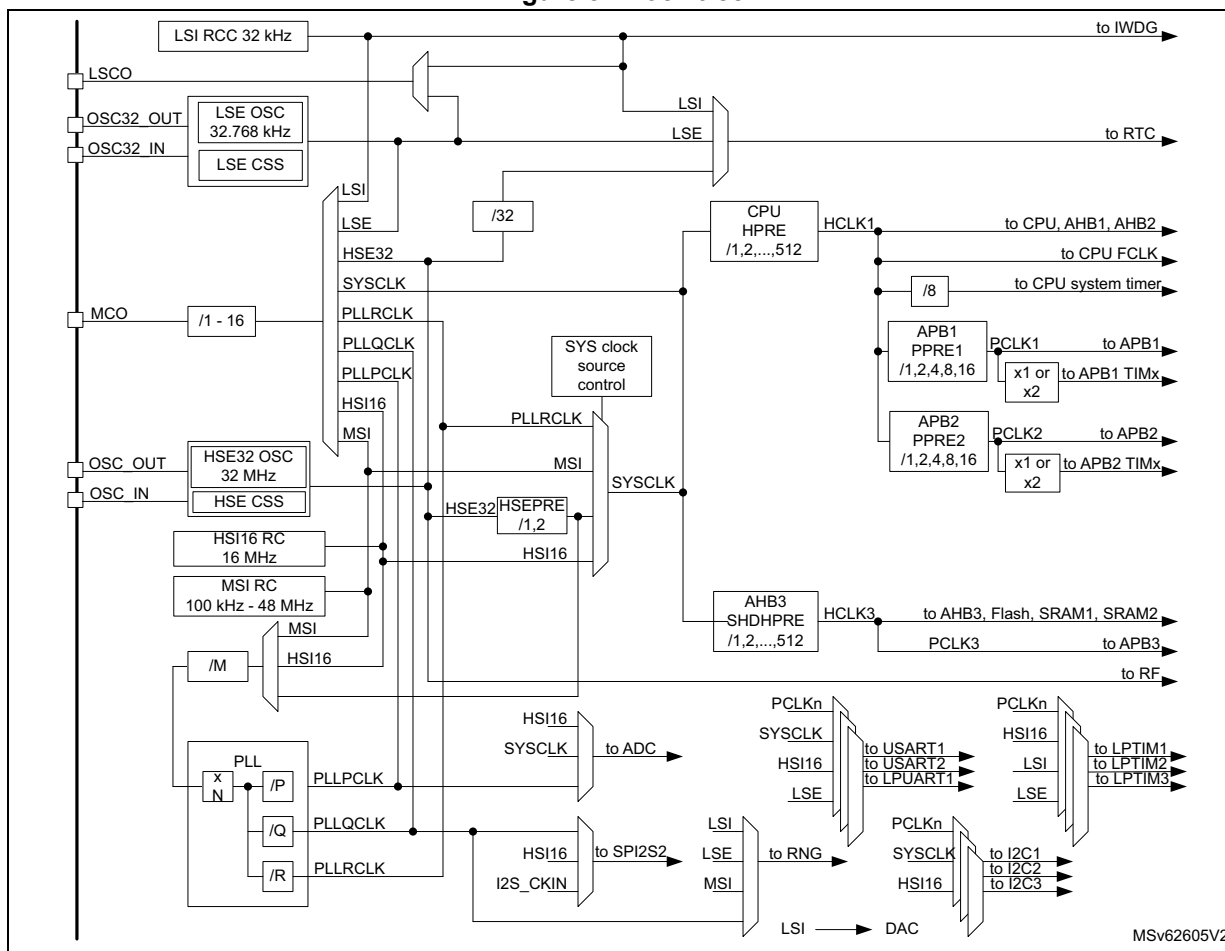 LSI RCC 32 kHz
to IWDG
LSCO
OSC32_OUT
LSE OSC
32.768 kHz
LSI
LSE
to RTC
OSC32_IN
LSE CSS
LSI
/32
CPU
HPRE
/1,2,...,512
HCLK1
to CPU, AHB1, AHB2
LSE
HSE32
to CPU FCLK
SYSCLK
/8
to CPU system timer
MCO
/1 - 16
PLLRCLK
APB1
PPRE1
/1,2,4,8,16
PCLK1
to APB1
x1 or
x2
to APB1 TIMx
PLLQCLK
SYS clock
source
control
PLLPCLK
HSI16
PLLRCLK
MSI
APB2
PPRE2
/1,2,4,8,16
PCLK2
to APB2
x1 or
x2
to APB2 TIMx
OSC_OUT
HSE32 OSC
32 MHz
MSI
SYSCLK
OSC_IN
HSE CSS
HSE32
HSEPRE
/1,2
HSI16 RC
16 MHz
HSI16
MSI RC
100 kHz - 48 MHz
AHB3
SHDHPRE
/1,2,...,512
HCLK3
to AHB3, Flash, SRAM1, SRAM2
MSI
PCLK3
to APB3
/M
HSI16
to RF
HSI16
SYSCLK
to ADC
PCLKn
SYSCLK
HSI16
LSE
to USART1
to USART2
to LPUART1
PCLKn
HSI16
LSI
LSE
to LPTIM1
to LPTIM2
to LPTIM3
PLL
x
N
/P
PLLPCLK
/Q
PLLQCLK
/R
PLLRCLK
HSI16
I2S_CKIN
to SPI2S2
LSI
LSE
MSI
to RNG
PCLKn
SYSCLK
HSI16
to I2C1
to I2C2
to I2C3
LSI
DAC
MSv62605V2